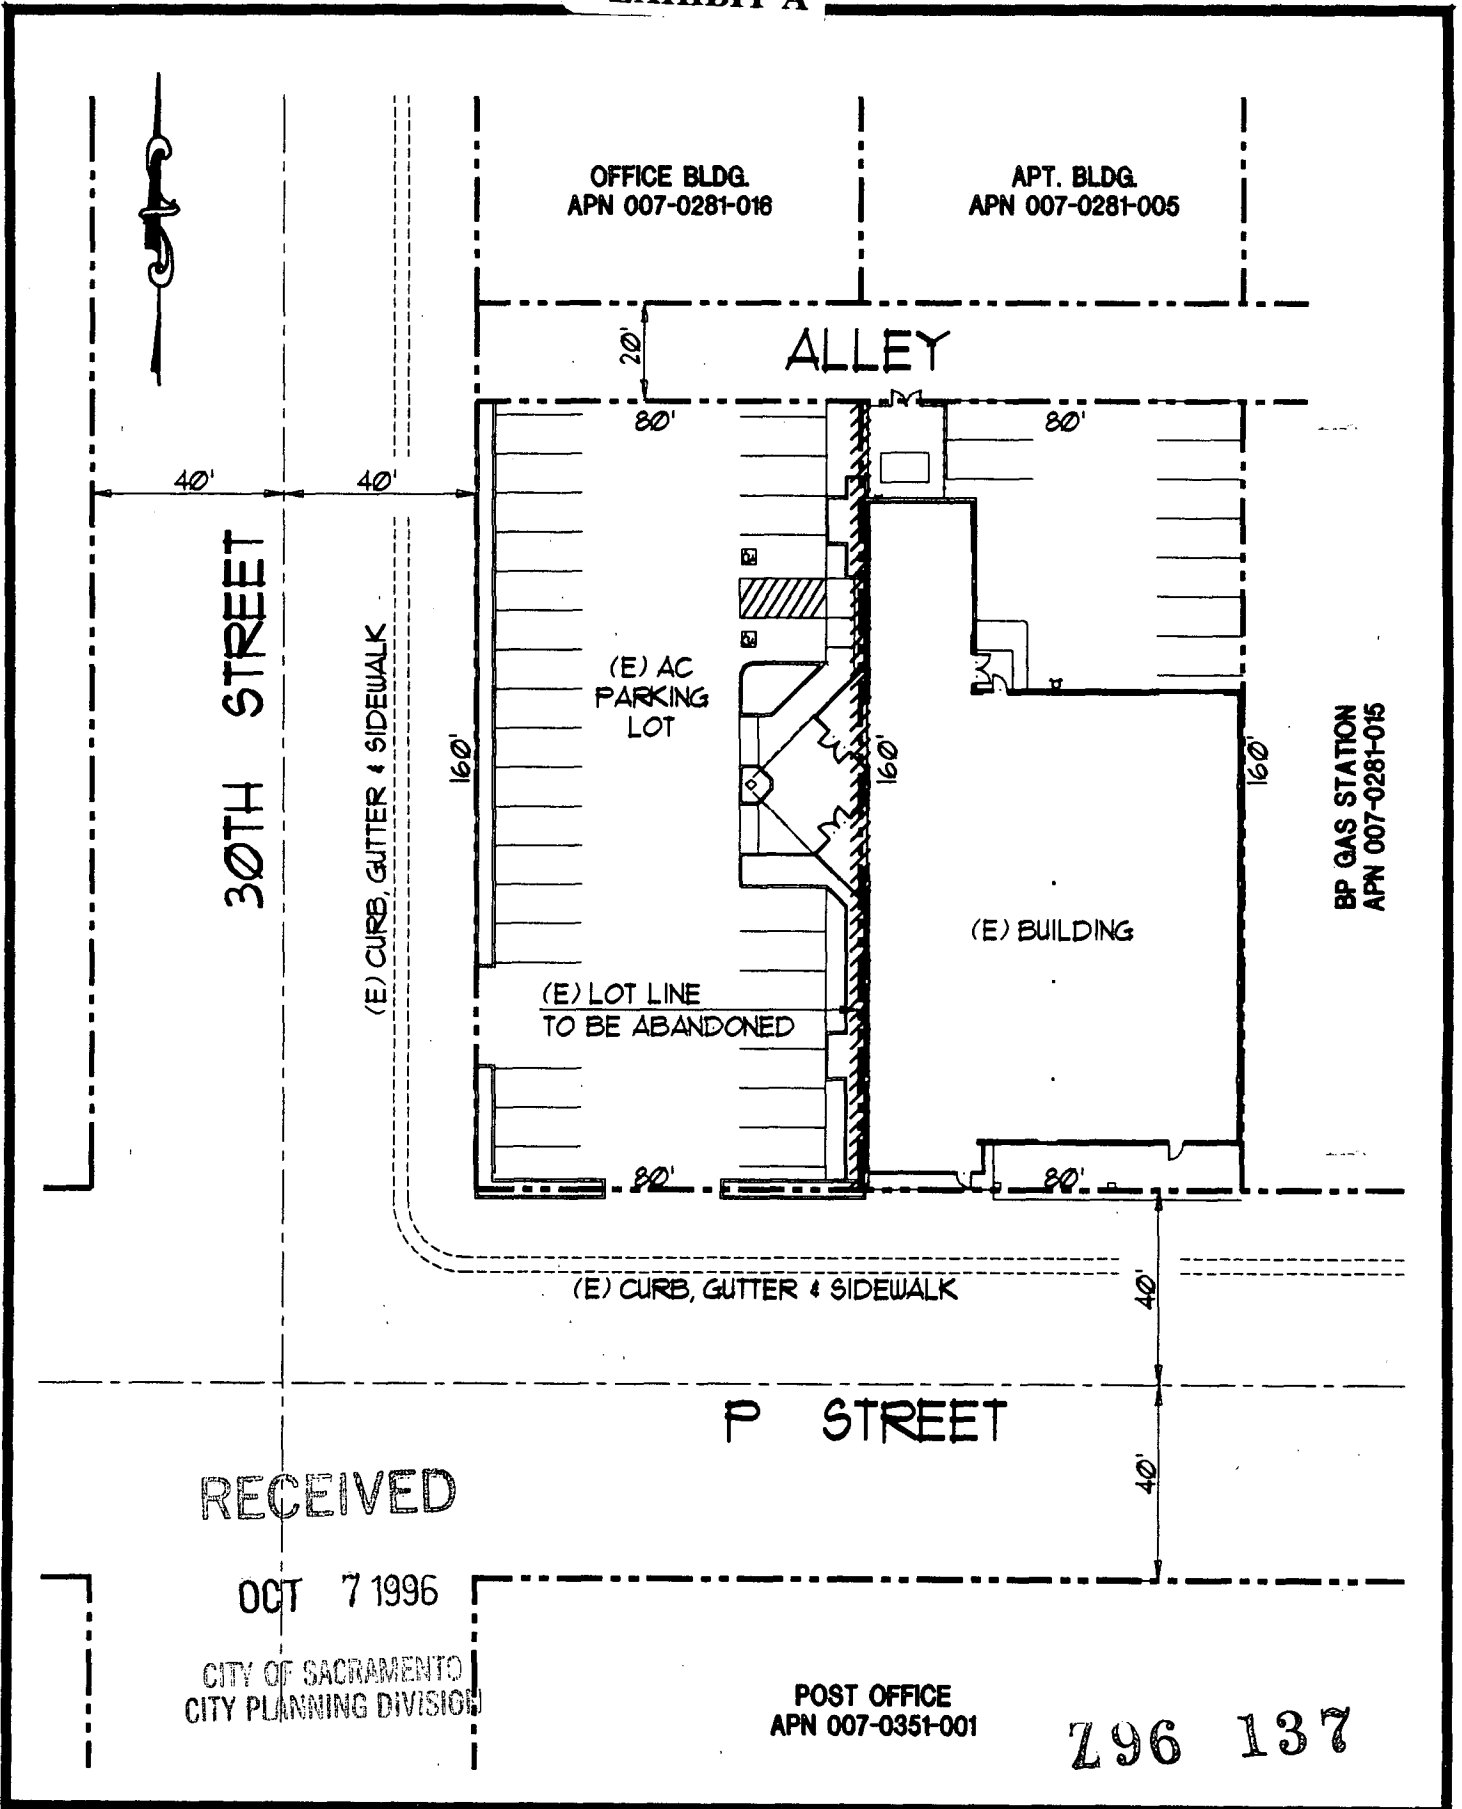 EXHIBIT A
OFFICE BLDG.
APN 007-0281-016
APT. BLDG.
APN 007-0281-005
20'
ALLEY
80'
80'
40'
40'
30TH STREET
(E) CURB, GUTTER & SIDEWALK
160'
(E) AC
PARKING
LOT
160'
160'
BP GAS STATION
APN 007-0281-015
(E) BUILDING
(E) LOT LINE
TO BE ABANDONED
80'
80'
(E) CURB, GUTTER & SIDEWALK
40'
P STREET
40'
RECEIVED
OCT 7 1996
CITY OF SACRAMENTO
CITY PLANNING DIVISION
POST OFFICE
APN 007-0351-001
Z96 137